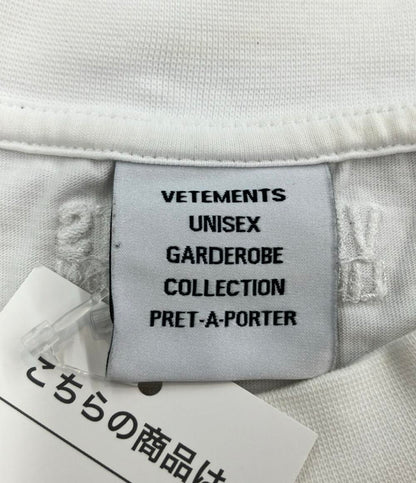 VETEMENTS
UNISEX
GARDEROBE
COLLECTION
PRET-A-PORTER
こちらの商品は